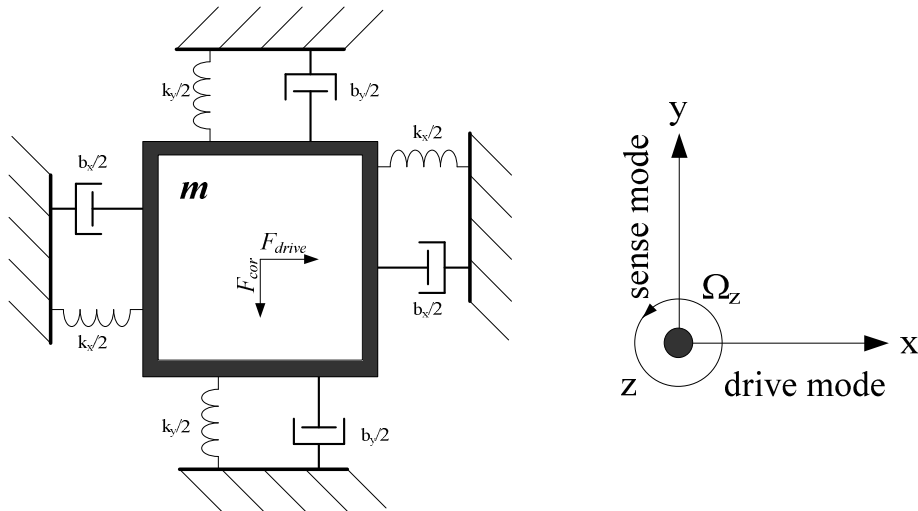 k_y/2
b_y/2
k_x/2
b_x/2
m
F_drive
F_cor
b_x/2
k_x/2
k_y/2
b_y/2
y
sense mode
Ω_z
x
z
drive mode